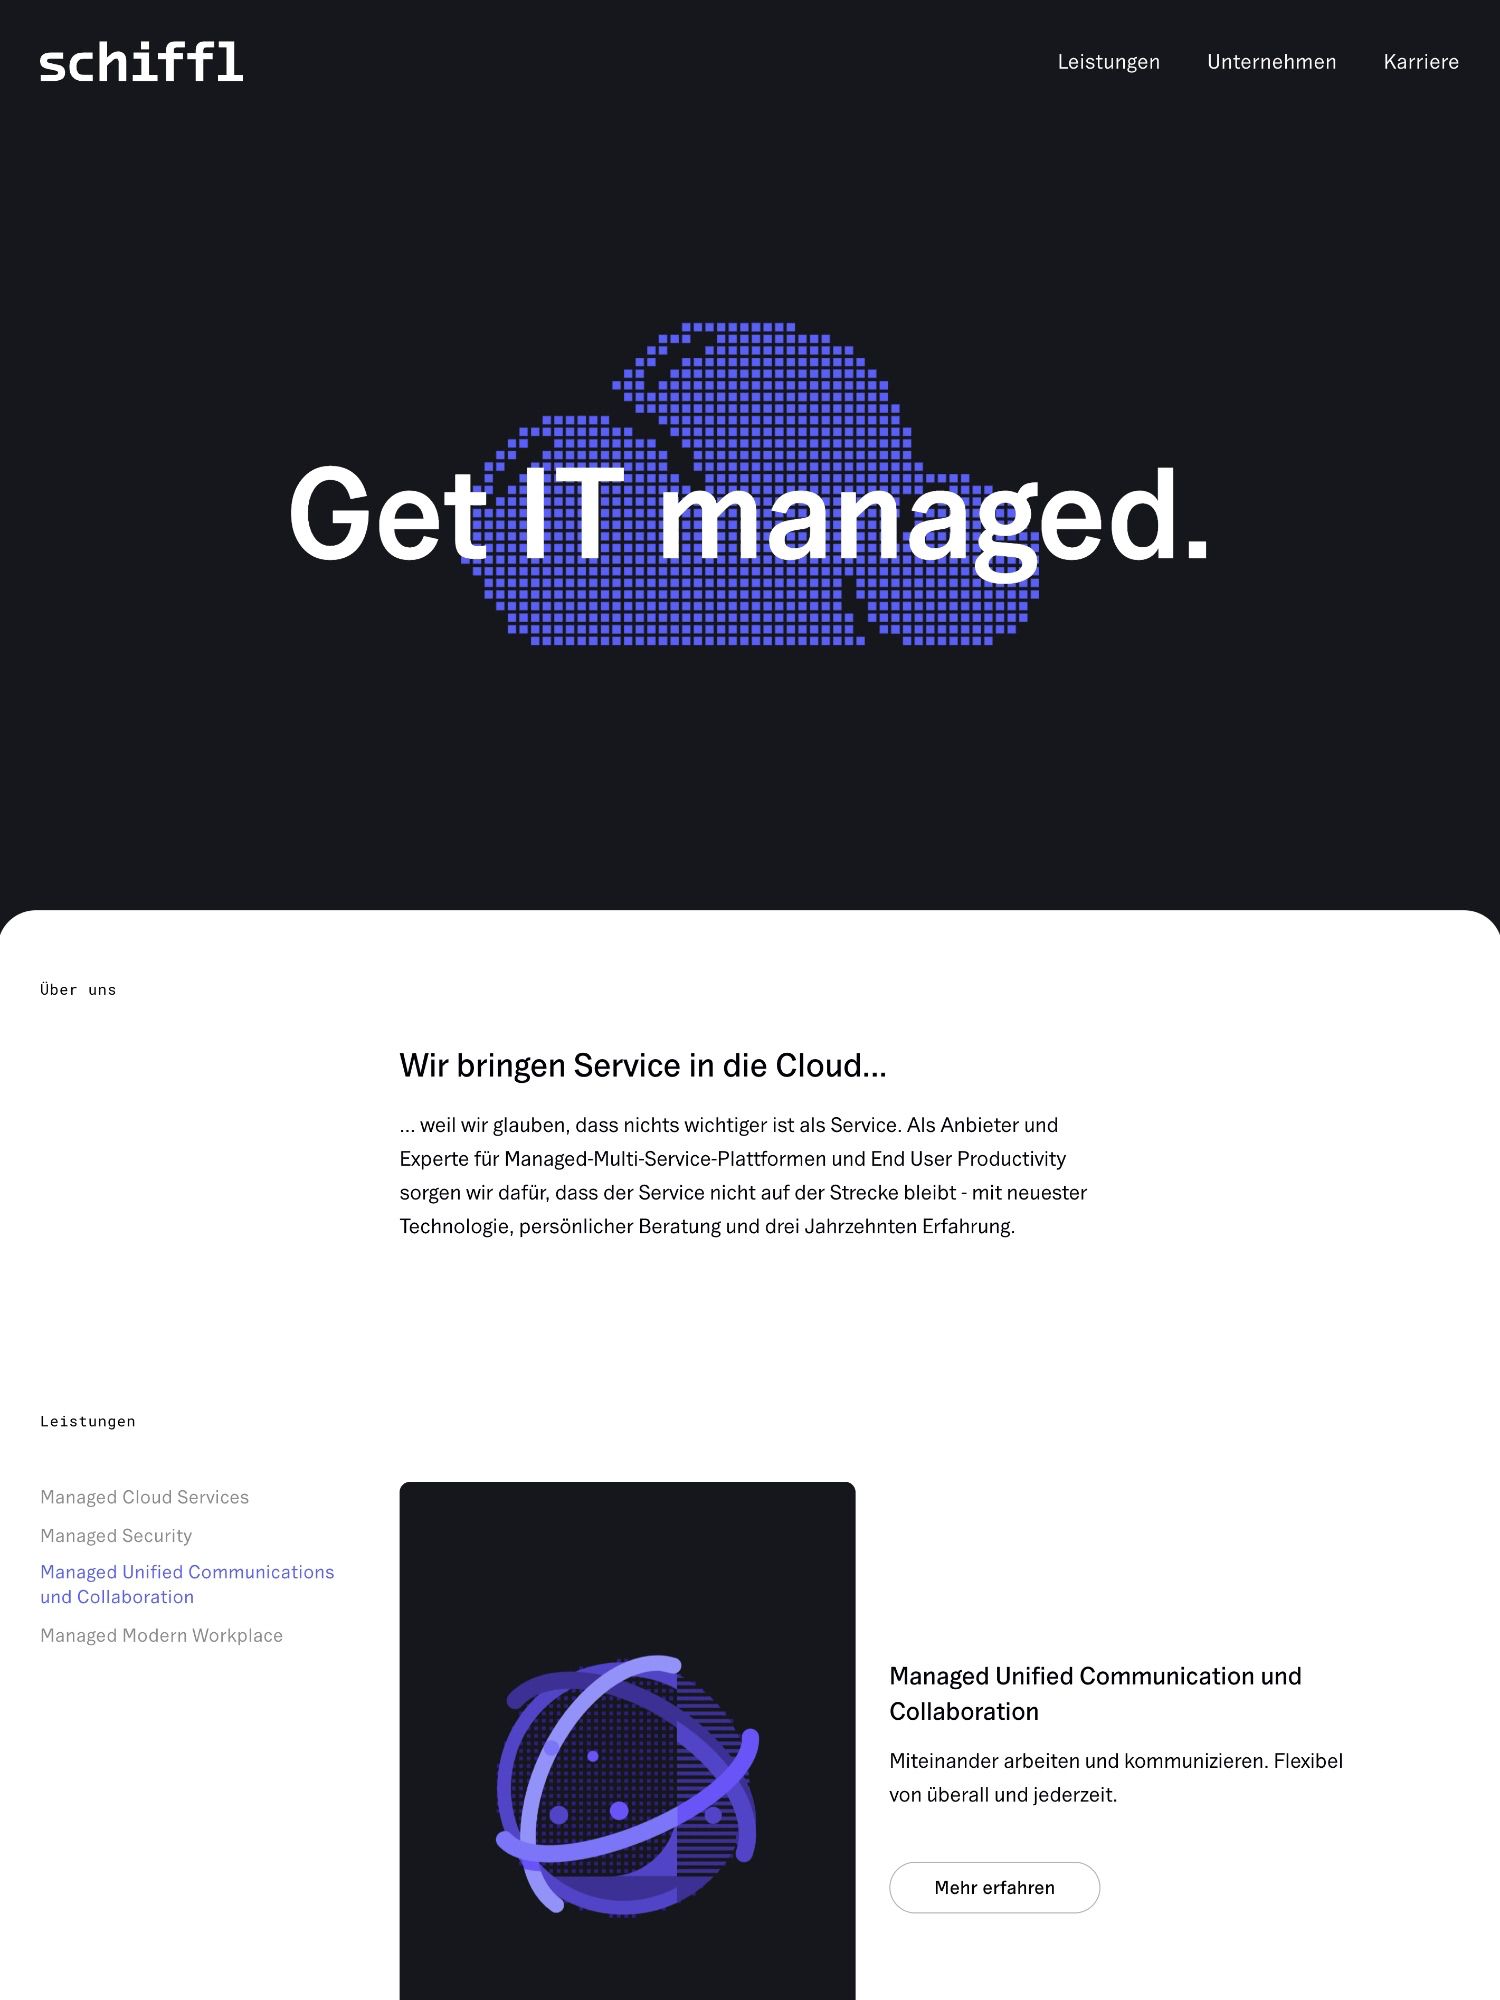 schiffl
Leistungen Unternehmen Karriere
Get IT managed.
Über uns
Wir bringen Service in die Cloud...
... weil wir glauben, dass nichts wichtiger ist als Service. Als Anbieter und
Experte für Managed-Multi-Service-Plattformen und End User Productivity
sorgen wir dafür, dass der Service nicht auf der Strecke bleibt - mit neuester
Technologie, persönlicher Beratung und drei Jahrzehnten Erfahrung.
Leistungen
Managed Cloud Services
Managed Security
Managed Unified Communications
und Collaboration
Managed Modern Workplace
Managed Unified Communication und
Collaboration
Miteinander arbeiten und kommunizieren. Flexibel
von überall und jederzeit.
Mehr erfahren